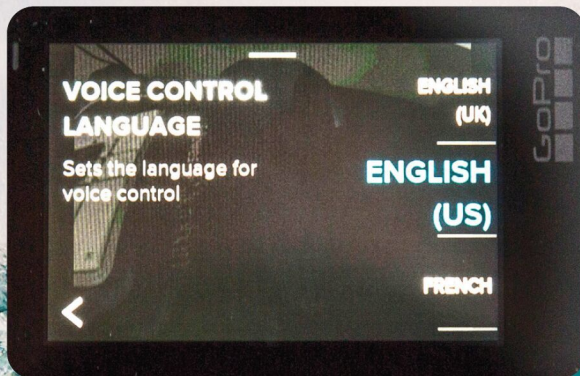 VOICE CONTROL
LANGUAGE
Sets the language for
voice control
ENGLISH
(UK)
ENGLISH
(US)
FRENCH
GoPro